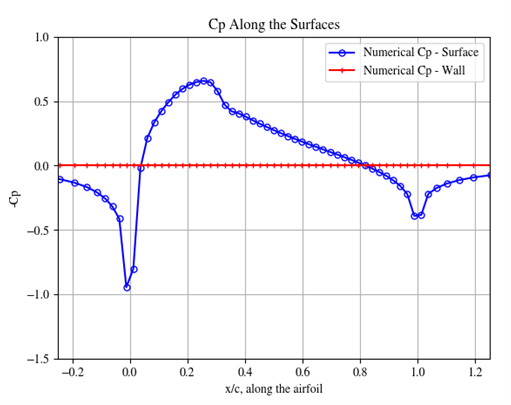 Cp Along the Surfaces
1.0
0.5
0.0
−0.5
−1.0
−1.5
-Cp
Numerical Cp - Surface
Numerical Cp - Wall
−0.2 0.0 0.2 0.4 0.6 0.8 1.0 1.2
x/c, along the airfoil